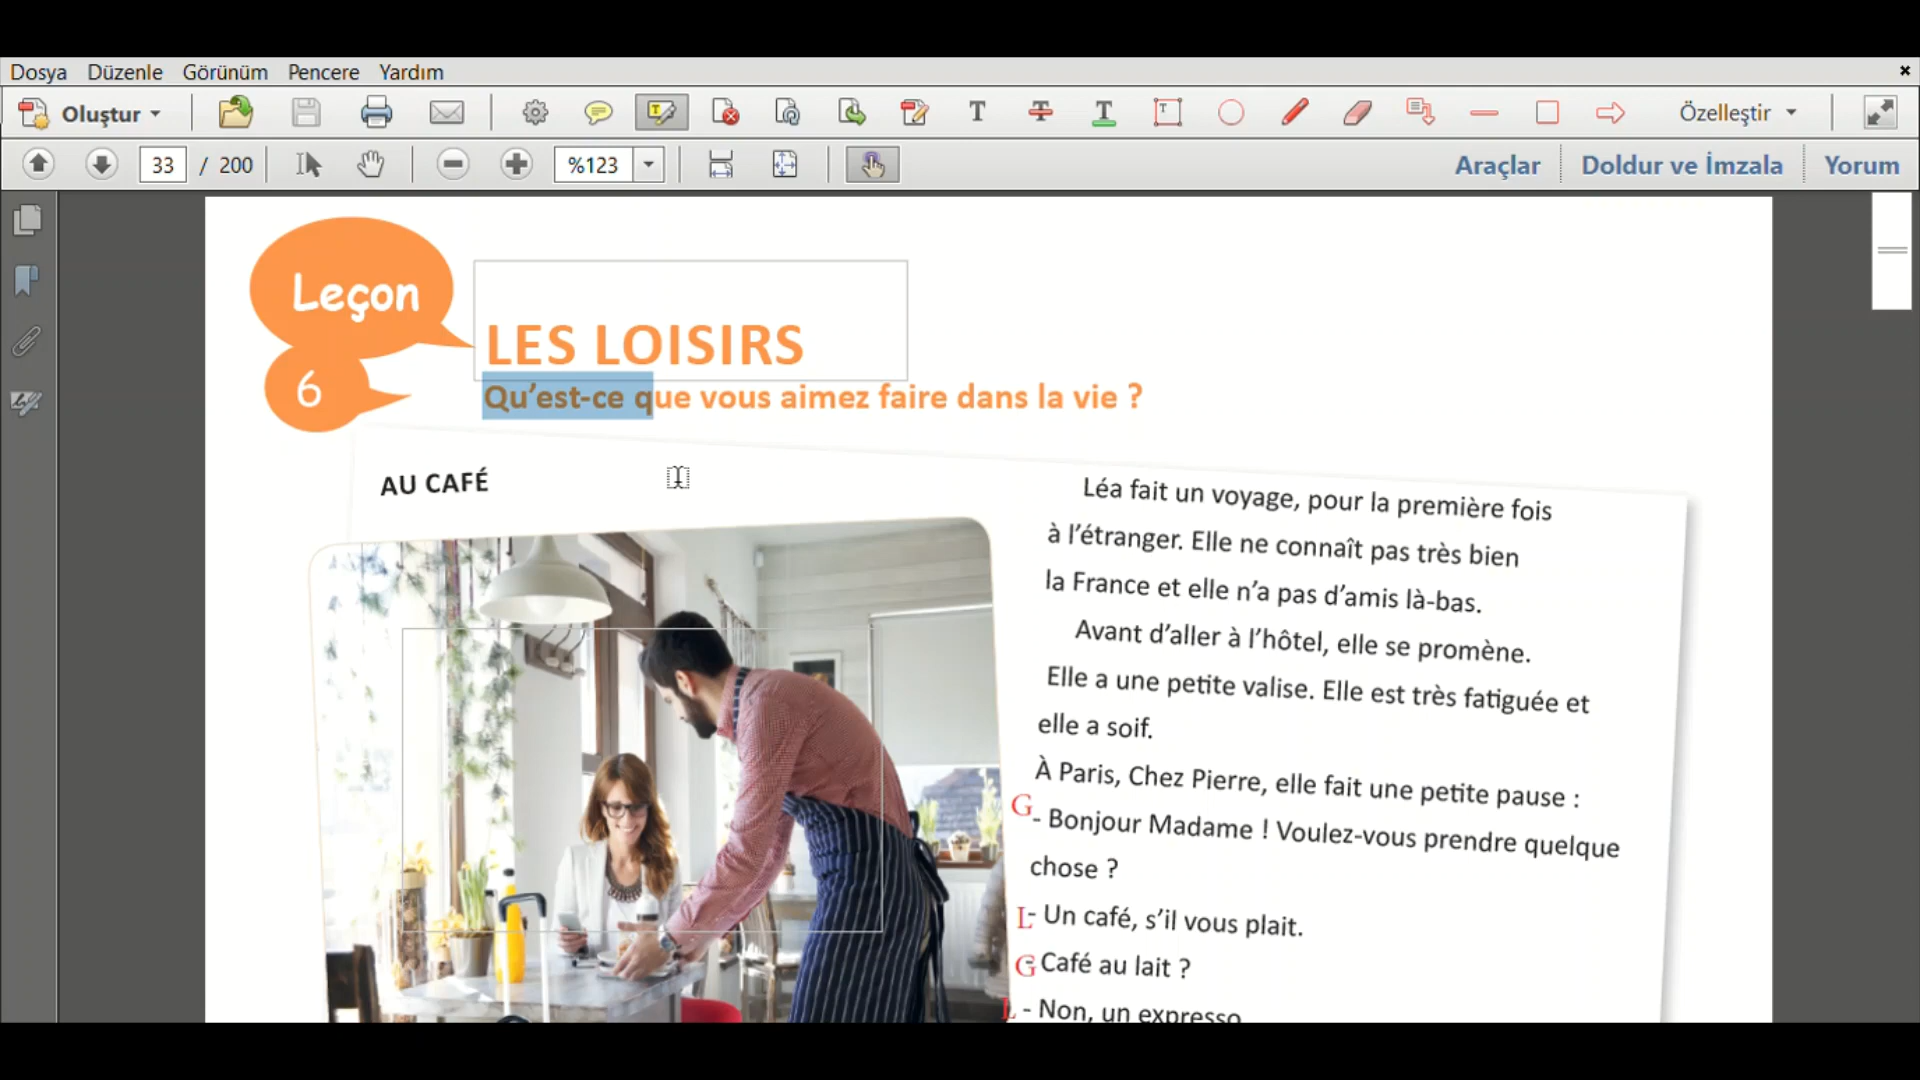 Dosya Düzenle Görünüm Pencere Yardım
Oluştur
Özelleştir
33 / 200
%123
Araçlar
Doldur ve İmzala
Yorum
Leçon
6
LES LOISIRS
Qu'est-ce que vous aimez faire dans la vie ?
AU CAFÉ
Léa fait un voyage, pour la première fois
à l'étranger. Elle ne connaît pas très bien
la France et elle n'a pas d'amis là-bas.
Avant d'aller à l'hôtel, elle se promène.
Elle a une petite valise. Elle est très fatiguée et
elle a soif.
À Paris, Chez Pierre, elle fait une petite pause :
G - Bonjour Madame ! Voulez-vous prendre quelque
chose ?
L - Un café, s'il vous plait.
G - Café au lait ?
L - Non, un expresso